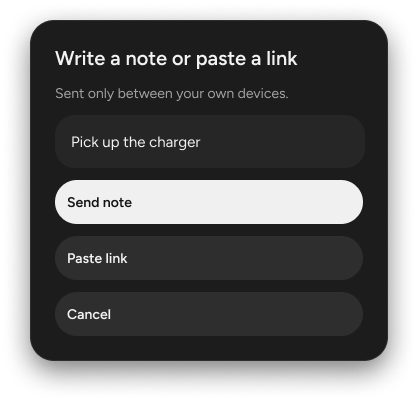 Write a note or paste a link
Sent only between your own devices.
Pick up the charger
Send note
Paste link
Cancel